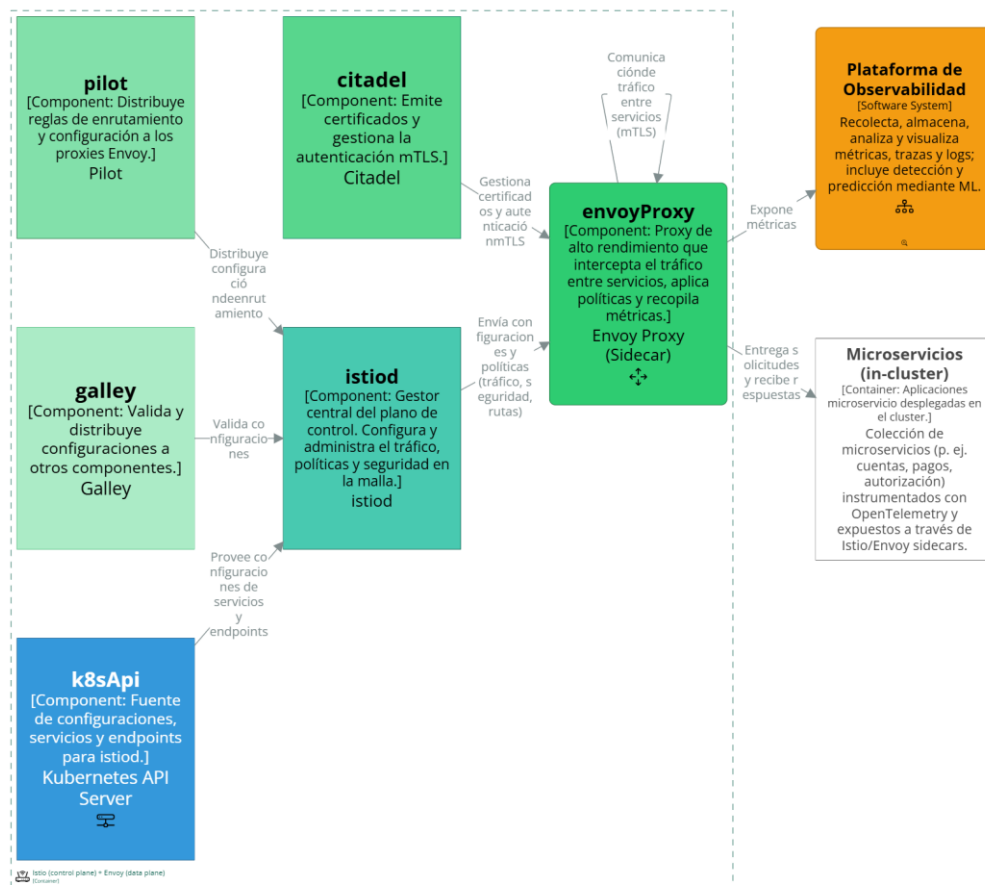 pilot
[Component: Distribuye
reglas de enrutamiento
y configuración a los
proxies Envoy.]
Pilot
citadel
[Component: Emite
certificados y
gestiona la
autenticación mTLS.]
Citadel
Comunica
ciónde
tráfico
entre
servicios
(mTLS)
Plataforma de
Observabilidad
[Software System]
Recolecta, almacena,
analiza y visualiza
métricas, trazas y logs;
incluye detección y
predicción mediante ML.
Gestiona
certificad
os y aute
nticació
nmTLS
envoyProxy
[Component: Proxy de
alto rendimiento que
intercepta el tráfico
entre servicios, aplica
políticas y recopila
métricas.]
Envoy Proxy
(Sidecar)
Expone
métricas
Distribuye
configura
ció
ndeenrut
amiento
galley
[Component: Valida y
distribuye
configuraciones a
otros componentes.]
Galley
Valida co
nfiguracio
nes
istiod
[Component: Gestor
central del plano de
control. Configura y
administra el tráfico,
políticas y seguridad en
la malla.]
istiod
Envía con
figuracion
es y
políticas
(tráfico, s
eguridad,
rutas)
Entrega s
olicitudes
y recibe r
espuestas
Microservicios
(in-cluster)
[Container: Aplicaciones
microservicio desplegadas en
el cluster.]
Colección de
microservicios (p. ej.
cuentas, pagos,
autorización)
instrumentados con
OpenTelemetry y
expuestos a través de
Istio/Envoy sidecars.
Provee co
nfiguracio
nes de
servicios
y
endpoints
k8sApi
[Component: Fuente
de configuraciones,
servicios y endpoints
para istiod.]
Kubernetes API
Server
Istio (control plane) + Envoy (data plane)
[Container]